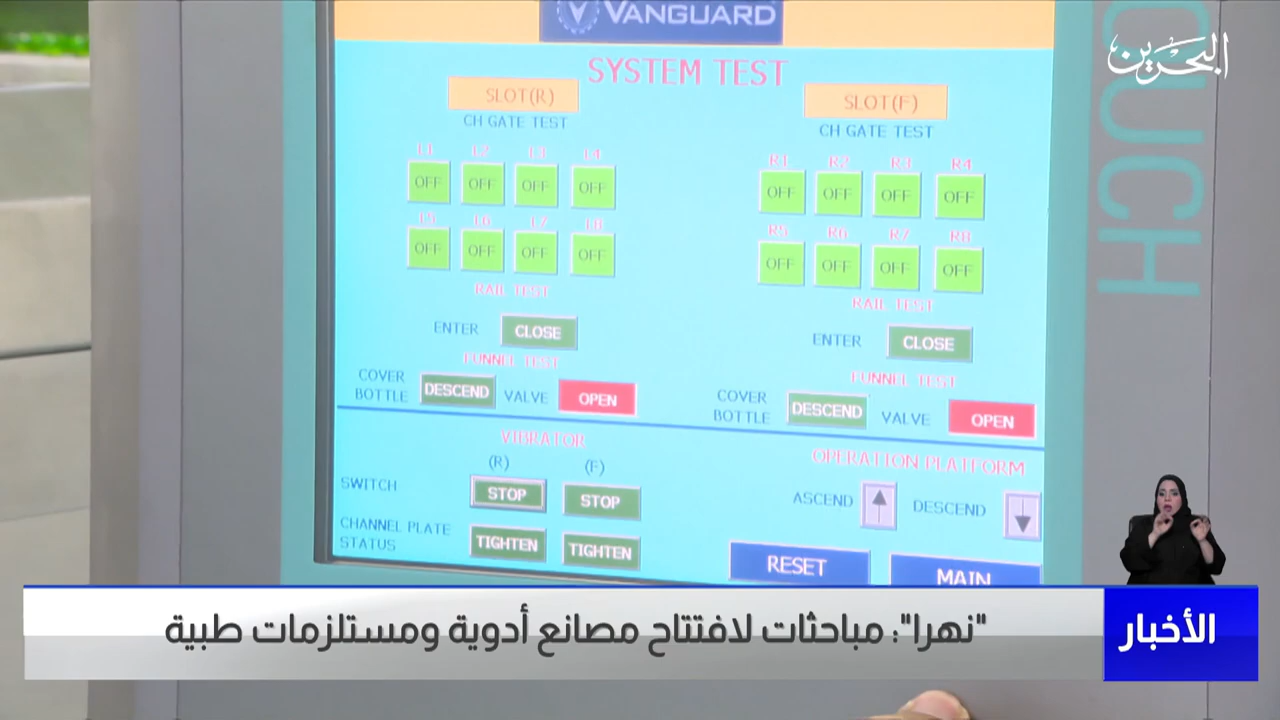 VANGUARD
البحرين
SYSTEM TEST
SLOT(R)
CH GATE TEST
L1 L2 L3 L4
OFF OFF OFF OFF
L5 L6 L7 L8
OFF OFF OFF OFF
RAIL TEST
ENTER CLOSE
FUNNEL TEST
COVER BOTTLE DESCEND VALVE OPEN
SLOT(F)
CH GATE TEST
R1 R2 R3 R4
OFF OFF OFF OFF
R5 R6 R7 R8
OFF OFF OFF OFF
RAIL TEST
ENTER CLOSE
FUNNEL TEST
COVER BOTTLE DESCEND VALVE OPEN
VIBRATOR
(R) (F)
SWITCH STOP STOP
CHANNEL PLATE STATUS TIGHTEN TIGHTEN
OPERATION PLATFORM
ASCEND DESCEND
RESET MAIN
OUCH
الأخبار
"نهرا": مباحثات لافتتاح مصانع أدوية ومستلزمات طبية